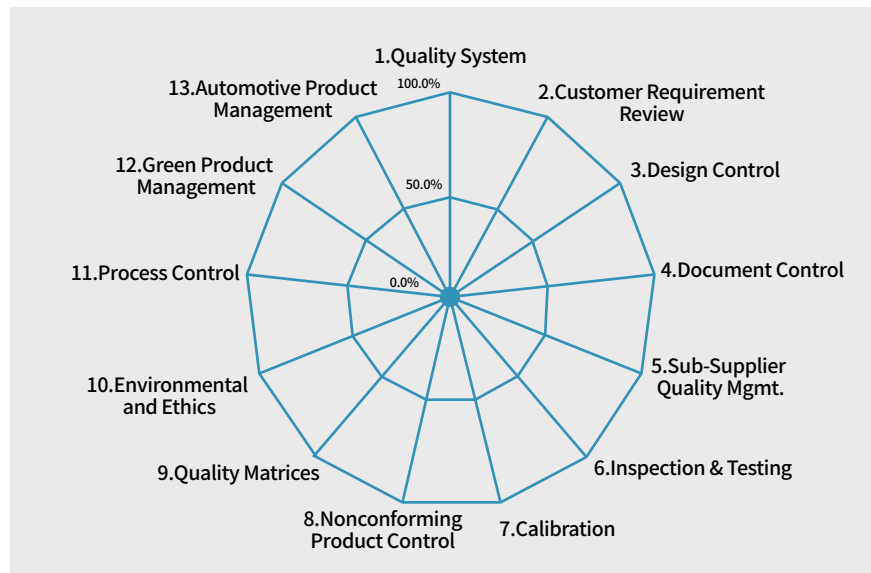 1.Quality System
100.0%
2.Customer Requirement
Review
3.Design Control
4.Document Control
5.Sub-Supplier
Quality Mgmt.
6.Inspection & Testing
7.Calibration
8.Nonconforming
Product Control
9.Quality Matrices
10.Environmental
and Ethics
11.Process Control
12.Green Product
Management
13.Automotive Product
Management
50.0%
0.0%